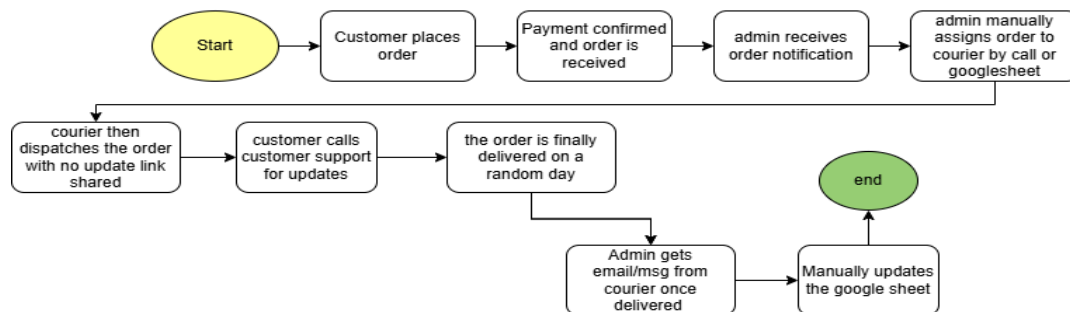 Start
Customer places
order
Payment confirmed
and order is
received
admin receives
order notification
admin manually
assigns order to
courier by call or
googlesheet
courier then
dispatches the order
with no update link
shared
customer calls
customer support
for updates
the order is finally
delivered on a
random day
end
Admin gets
email/msg from
courier once
delivered
Manually updates
the google sheet